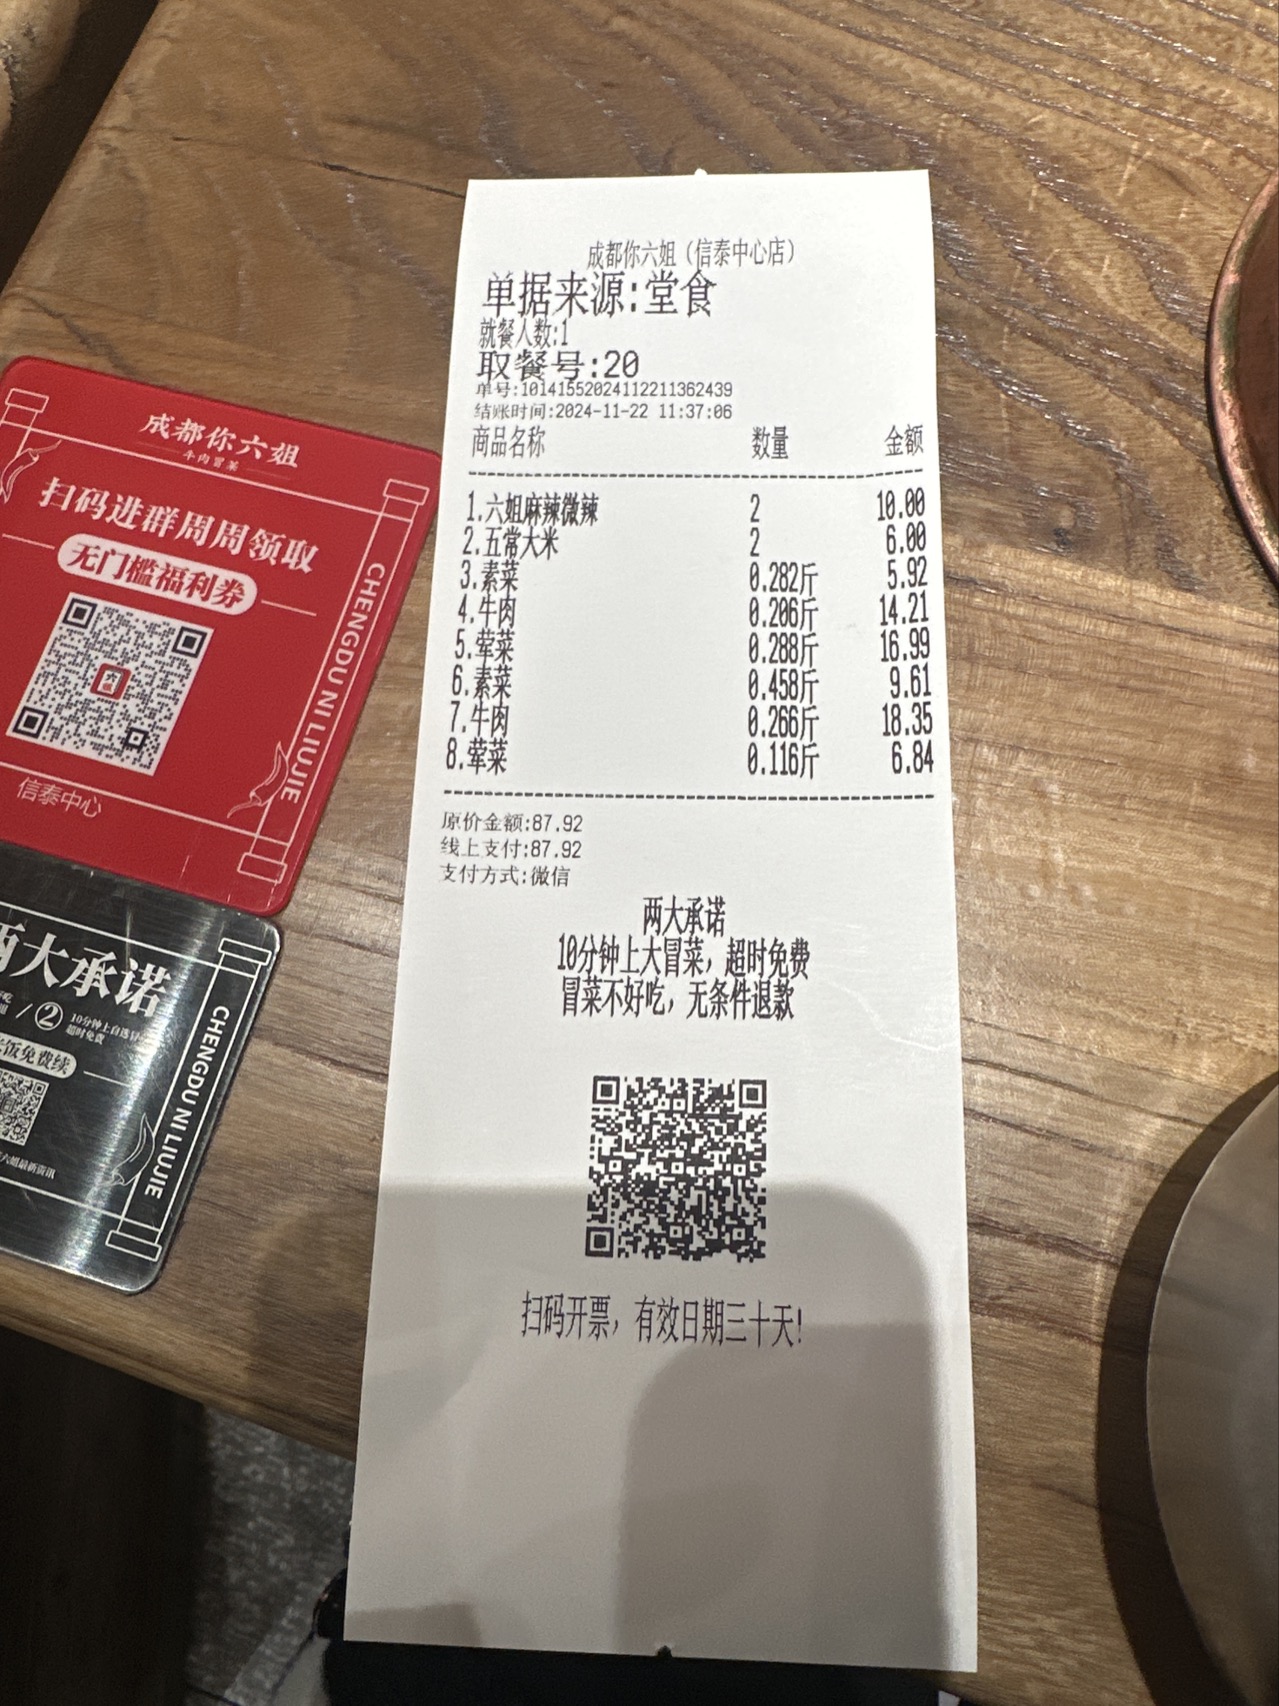 成都你六姐（信泰中心店）
单据来源:堂食
就餐人数:1
取餐号:20
单号:10141552024112211362439
结账时间:2024-11-22 11:37:06
商品名称 数量 金额
1.六姐麻辣微辣 2 10.00
2.五常大米 2 6.00
3.素菜 0.282斤 5.92
4.牛肉 0.206斤 14.21
5.荤菜 0.288斤 16.99
6.素菜 0.458斤 9.61
7.牛肉 0.266斤 18.35
8.荤菜 0.116斤 6.84
原价金额:87.92
线上支付:87.92
支付方式:微信
两大承诺
10分钟上大冒菜，超时免费
冒菜不好吃，无条件退款
扫码开票，有效日期三十天!
成都你六姐
牛肉冒菜
扫码进群周周领取
无门槛福利券
CHENGDU NI LIUJIE
信泰中心
两大承诺
② 10分钟上自选
超时免费
饭免费续
六姐最新资讯
CHENGDU NI LIUJIE